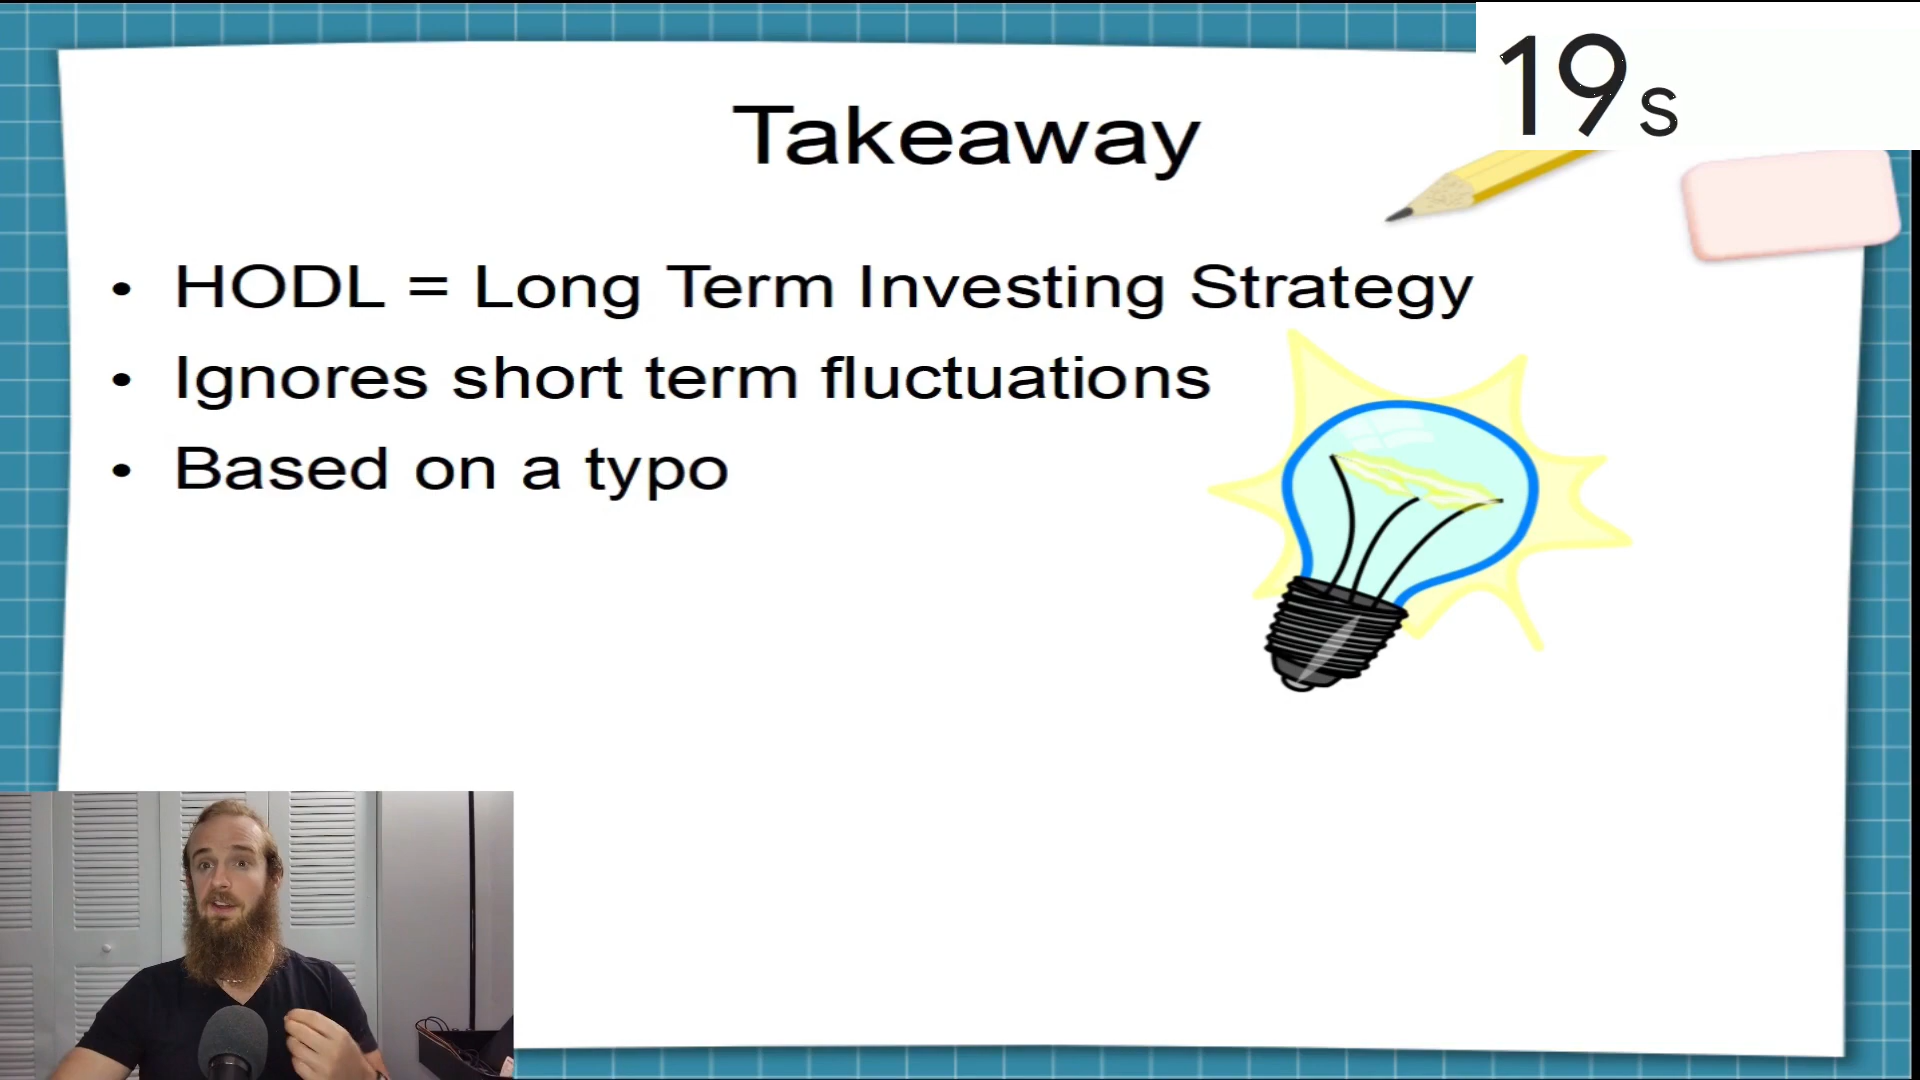 19s
Takeaway
• HODL = Long Term Investing Strategy
• Ignores short term fluctuations
• Based on a typo